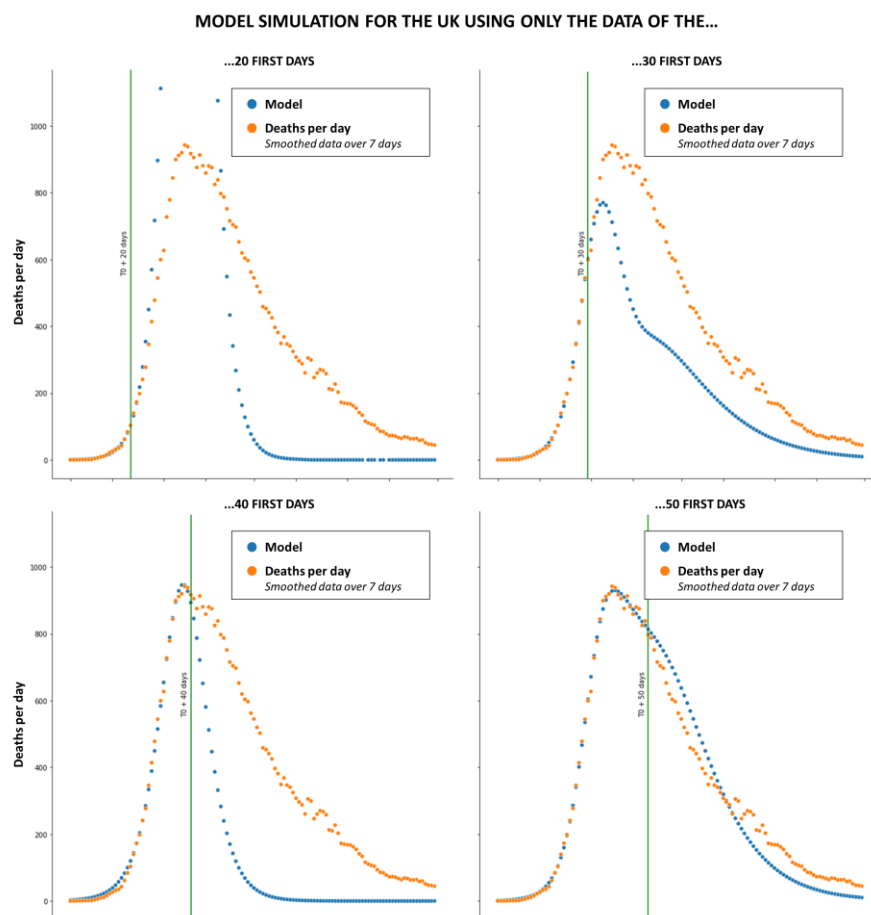 MODEL SIMULATION FOR THE UK USING ONLY THE DATA OF THE...
...20 FIRST DAYS
Model
Deaths per day
Smoothed data over 7 days
1000
800
600
400
200
0
Deaths per day
T0 + 20 days
...30 FIRST DAYS
Model
Deaths per day
Smoothed data over 7 days
T0 + 30 days
...40 FIRST DAYS
Model
Deaths per day
Smoothed data over 7 days
1000
800
600
400
200
0
Deaths per day
T0 + 40 days
...50 FIRST DAYS
Model
Deaths per day
Smoothed data over 7 days
T0 + 50 days